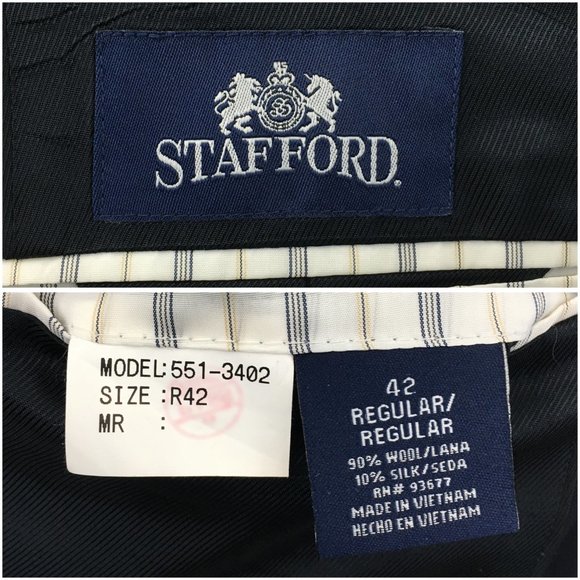 STAFFORD.
MODEL:551-3402
SIZE :R42
MR :
42
REGULAR/
REGULAR
90% WOOL/LANA
10% SILK/SEDA
RN# 93677
MADE IN VIETNAM
HECHO EN VIETNAM